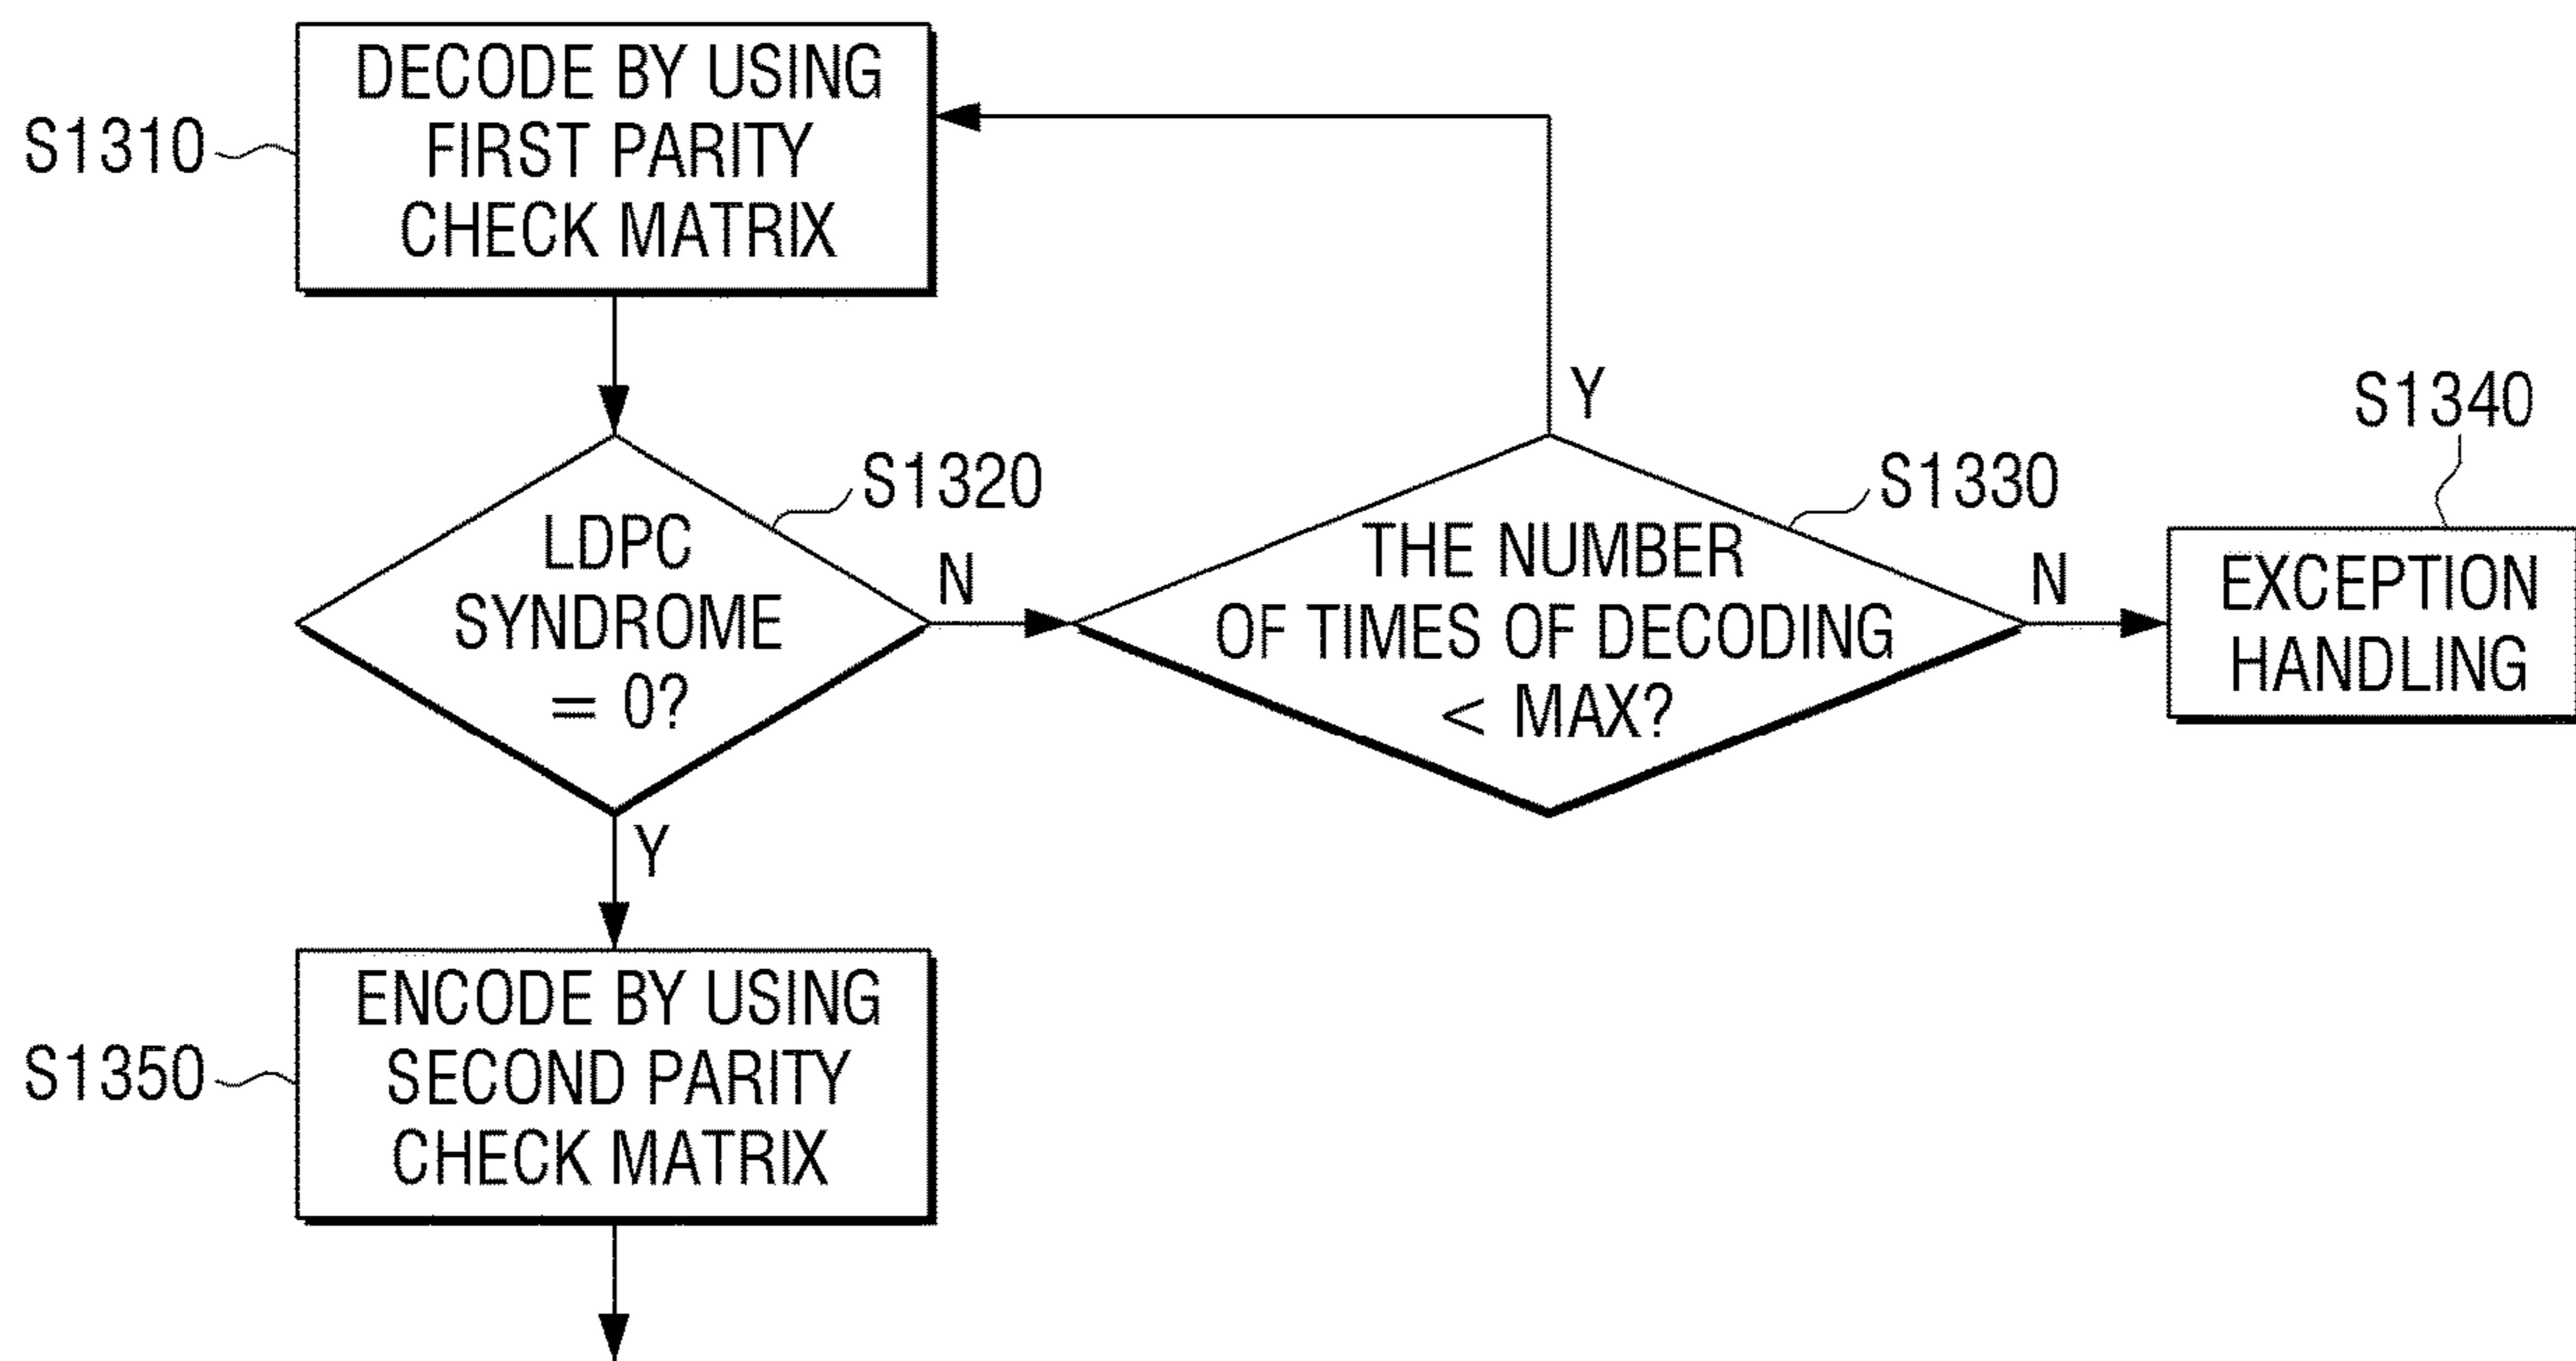 S1310
DECODE BY USING
FIRST PARITY
CHECK MATRIX
Y
S1320
LDPC
SYNDROME
= 0?
N
S1330
THE NUMBER
OF TIMES OF DECODING
< MAX?
N
S1340
EXCEPTION
HANDLING
Y
S1350
ENCODE BY USING
SECOND PARITY
CHECK MATRIX